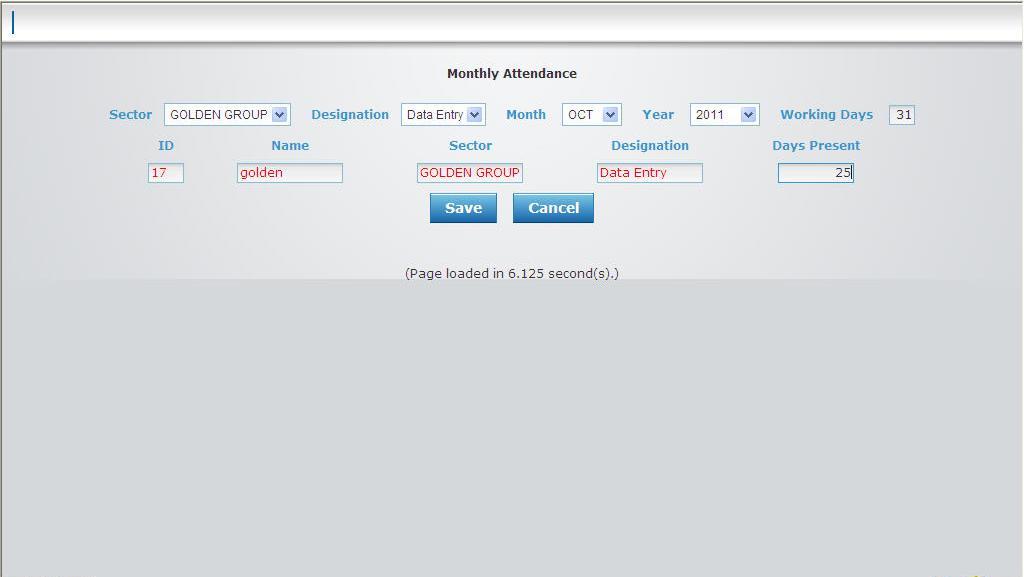 Monthly Attendance
Sector GOLDEN GROUP Designation Data Entry Month OCT Year 2011 Working Days 31
ID Name Sector Designation Days Present
17 golden GOLDEN GROUP Data Entry 25
Save Cancel
(Page loaded in 6.125 second(s).)